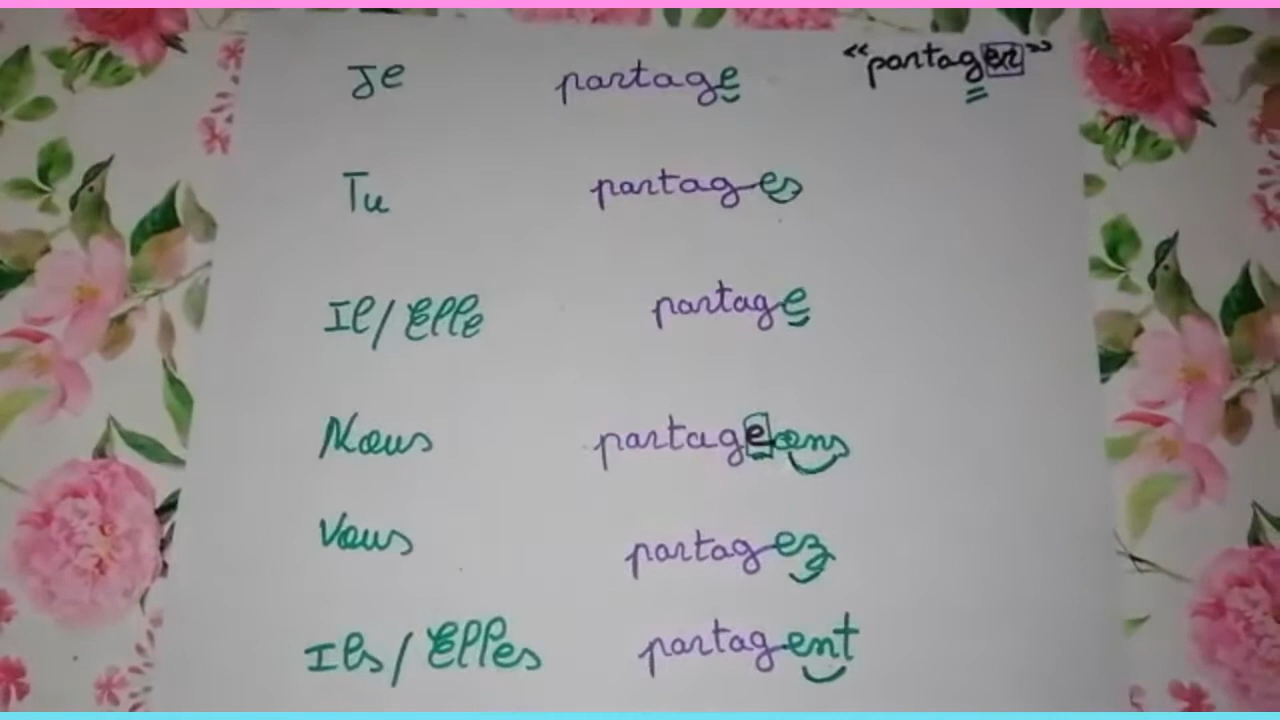 Je partage «partager»
Tu partages
Il/Elle partage
Nous partageons
Vous partagez
Ils/Elles partagent